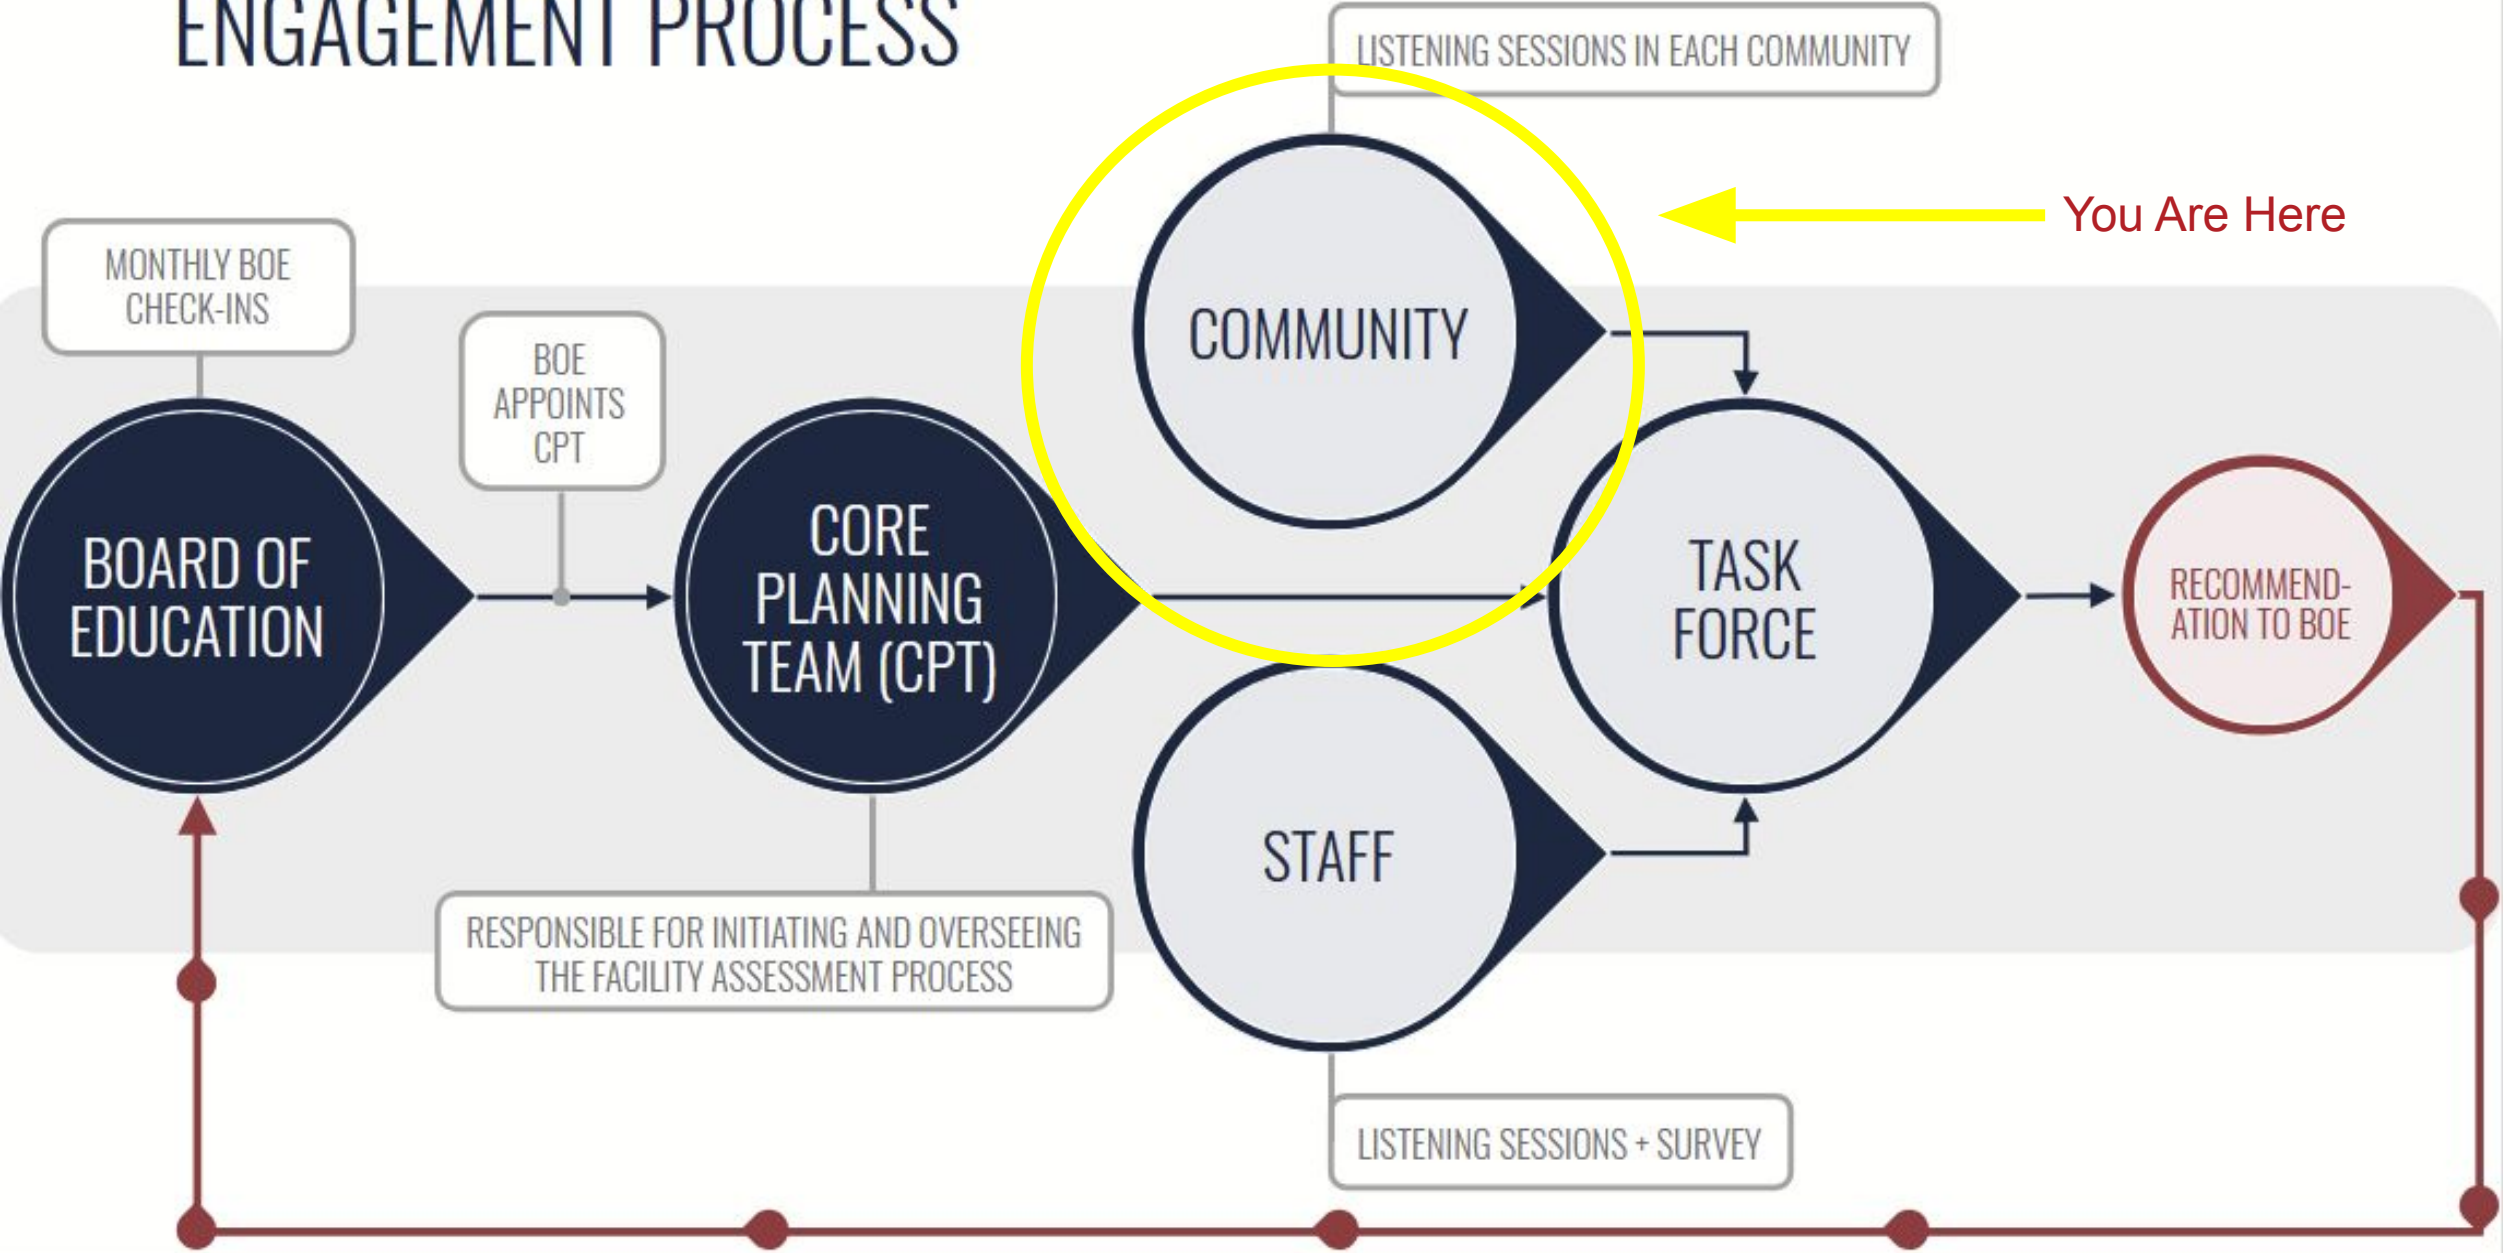 ENGAGEMENT PROCESS
LISTENING SESSIONS IN EACH COMMUNITY
You Are Here
MONTHLY BOE
CHECK-INS
BOE
APPOINTS
CPT
COMMUNITY
BOARD OF
EDUCATION
CORE
PLANNING
TEAM (CPT)
TASK
FORCE
RECOMMEND-
ATION TO BOE
STAFF
RESPONSIBLE FOR INITIATING AND OVERSEEING
THE FACILITY ASSESSMENT PROCESS
LISTENING SESSIONS + SURVEY